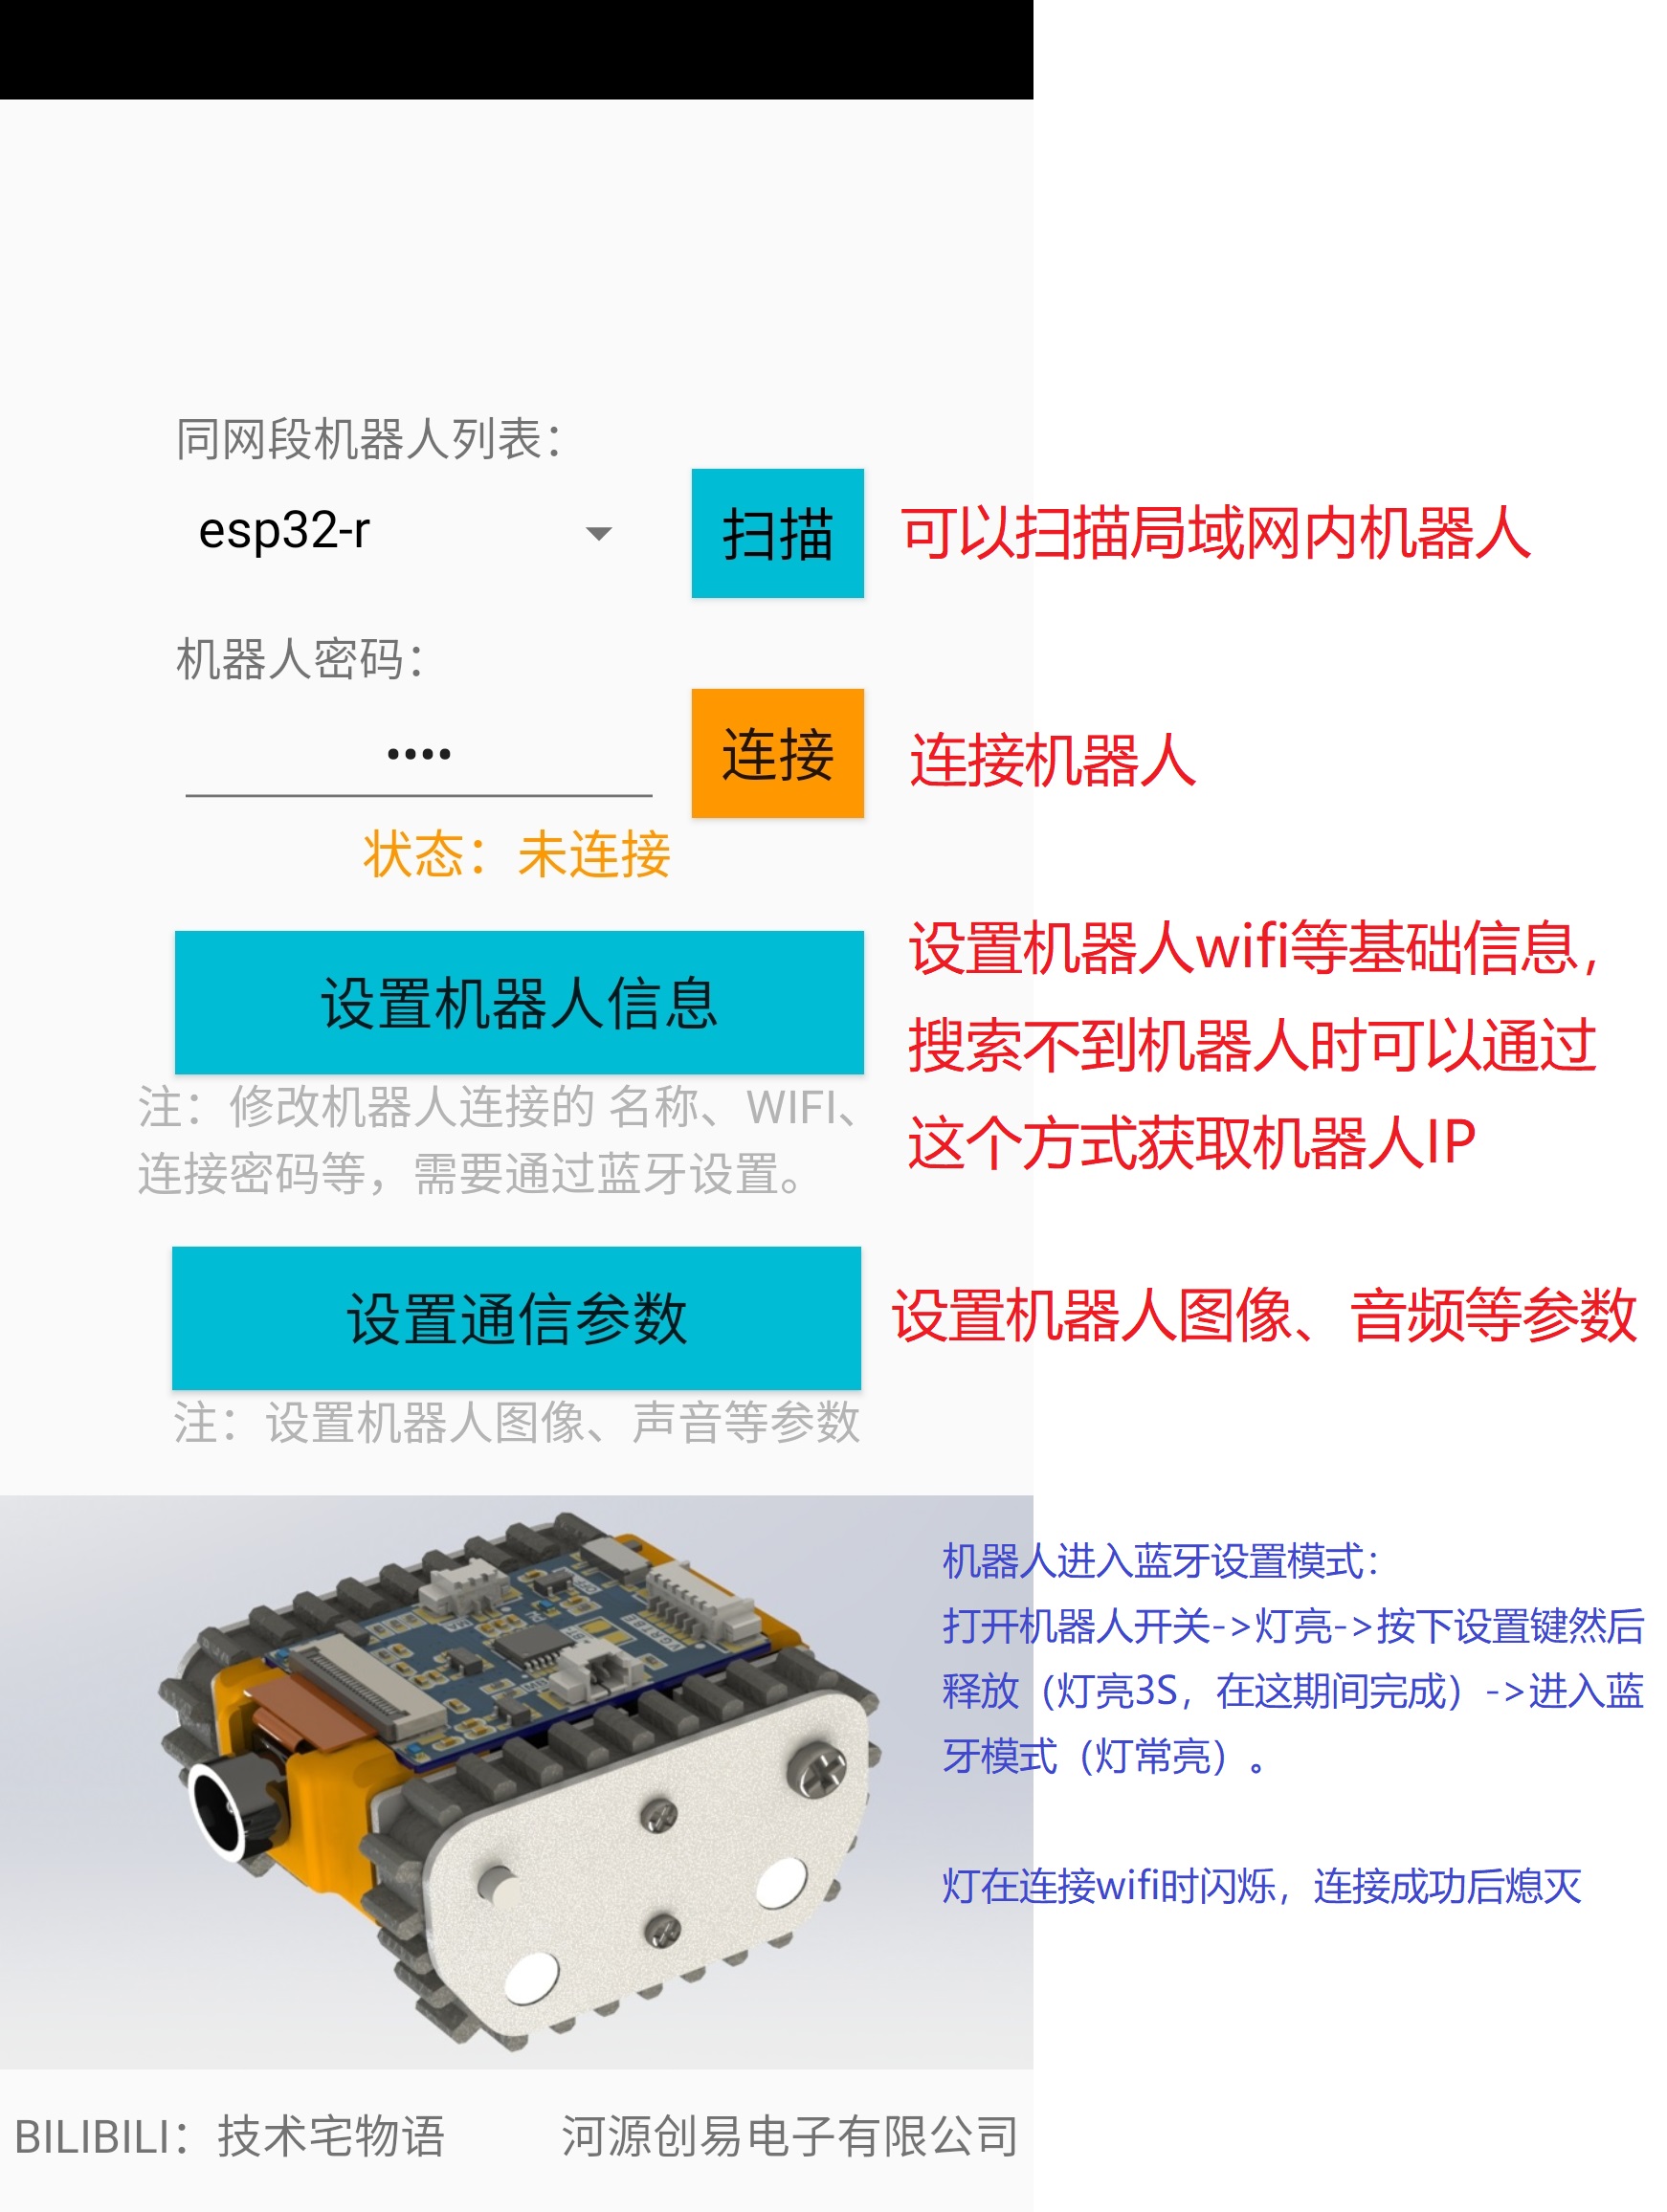 同网段机器人列表：
esp32-r
扫描
可以扫描局域网内机器人
机器人密码：
••••
连接
连接机器人
状态：未连接
设置机器人信息
设置机器人wifi等基础信息，
搜索不到机器人时可以通过
这个方式获取机器人IP
注：修改机器人连接的 名称、WIFI、
连接密码等，需要通过蓝牙设置。
设置通信参数
设置机器人图像、音频等参数
注：设置机器人图像、声音等参数
机器人进入蓝牙设置模式：
打开机器人开关->灯亮->按下设置键然后
释放（灯亮3S，在这期间完成）->进入蓝
牙模式（灯常亮）。
灯在连接wifi时闪烁，连接成功后熄灭
BILIBILI：技术宅物语
河源创易电子有限公司